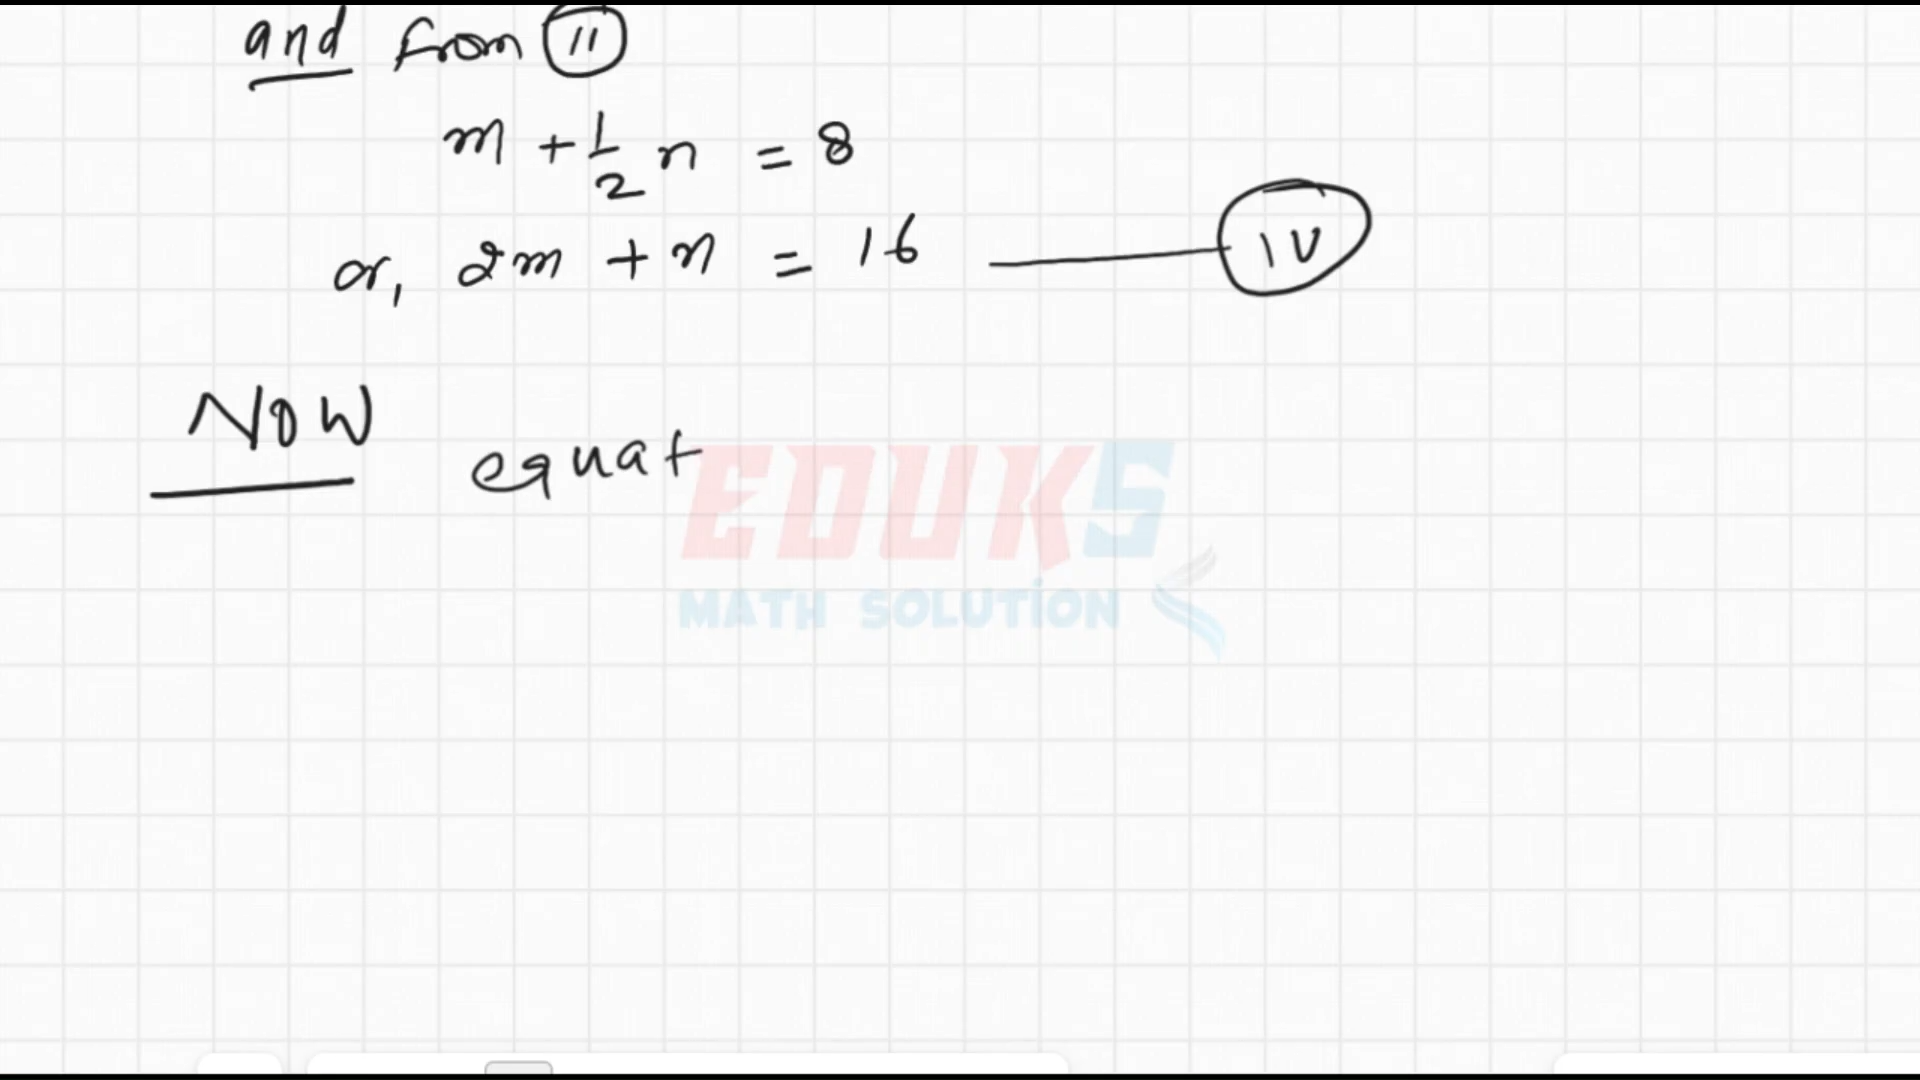 and from (ii)
m + 1/2 n = 8
or, 2m + n = 16 —— (iv)
Now equat
EDUKS
MATH SOLUTION